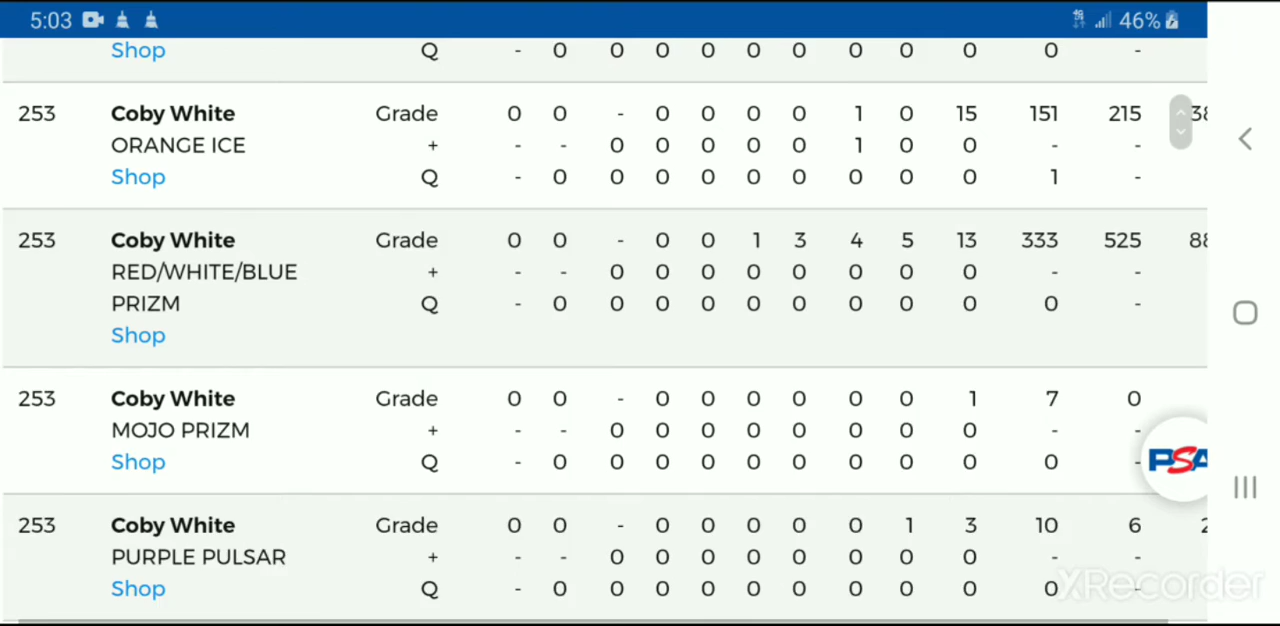 5:03 46%
Shop Q - 0 0 0 0 0 0 0 0 0 0 -
253 Coby White Grade 0 0 - 0 0 0 0 1 0 15 151 215 38
ORANGE ICE + - - 0 0 0 0 0 1 0 0 - -
Shop Q - 0 0 0 0 0 0 0 0 0 1 -
253 Coby White Grade 0 0 - 0 0 1 3 4 5 13 333 525 88
RED/WHITE/BLUE + - - 0 0 0 0 0 0 0 0 - -
PRIZM Q - 0 0 0 0 0 0 0 0 0 0 -
Shop
253 Coby White Grade 0 0 - 0 0 0 0 0 0 1 7 0
MOJO PRIZM + - - 0 0 0 0 0 0 0 0 - -
Shop Q - 0 0 0 0 0 0 0 0 0 0 -
PSA
253 Coby White Grade 0 0 - 0 0 0 0 0 1 3 10 6 2
PURPLE PULSAR + - - 0 0 0 0 0 0 0 0 - -
Shop Q - 0 0 0 0 0 0 0 0 0 0 -
XRecorder